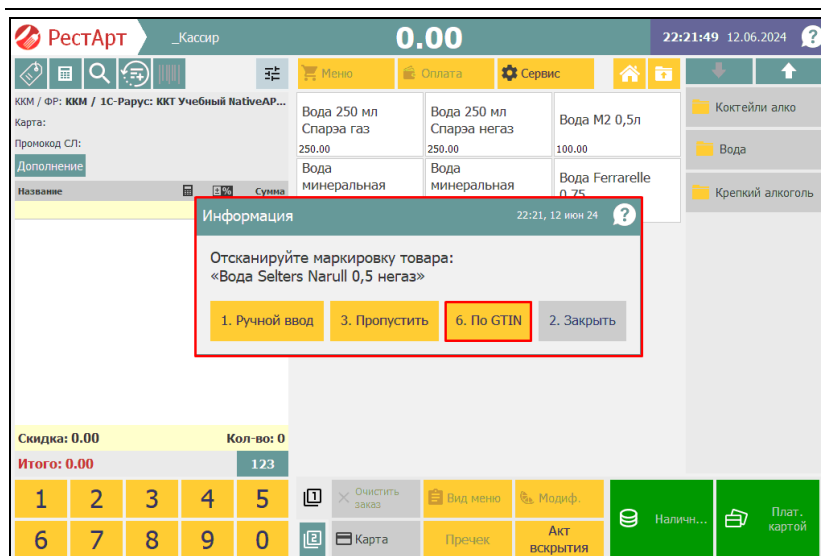 РестАрт
_Кассир
0.00
22:21:49 12.06.2024 ?
Меню
Оплата
Сервис
ККМ / ФР: ККМ / 1С-Рарус: ККТ Учебный NativeAP...
Карта:
Промокод СЛ:
Дополнение
Название
±%
Сумма
Вода 250 мл
Спарэа газ
250.00
Вода 250 мл
Спарэа негаз
250.00
Вода М2 0,5л
100.00
Вода
минеральная
Вода
минеральная
Вода Ferrarelle
0,75
Коктейли алко
Вода
Крепкий алкоголь
Информация
22:21, 12 июн 24 ?
Отсканируйте маркировку товара:
«Вода Selters Narull 0,5 негаз»
1. Ручной ввод
3. Пропустить
6. По GTIN
2. Закрыть
Скидка: 0.00
Кол-во: 0
Итого: 0.00
123
1 2 3 4 5
1
Очистить
заказ
Вид меню
Модиф.
Наличн...
Плат.
картой
6 7 8 9 0
2
Карта
Пречек
Акт
вскрытия